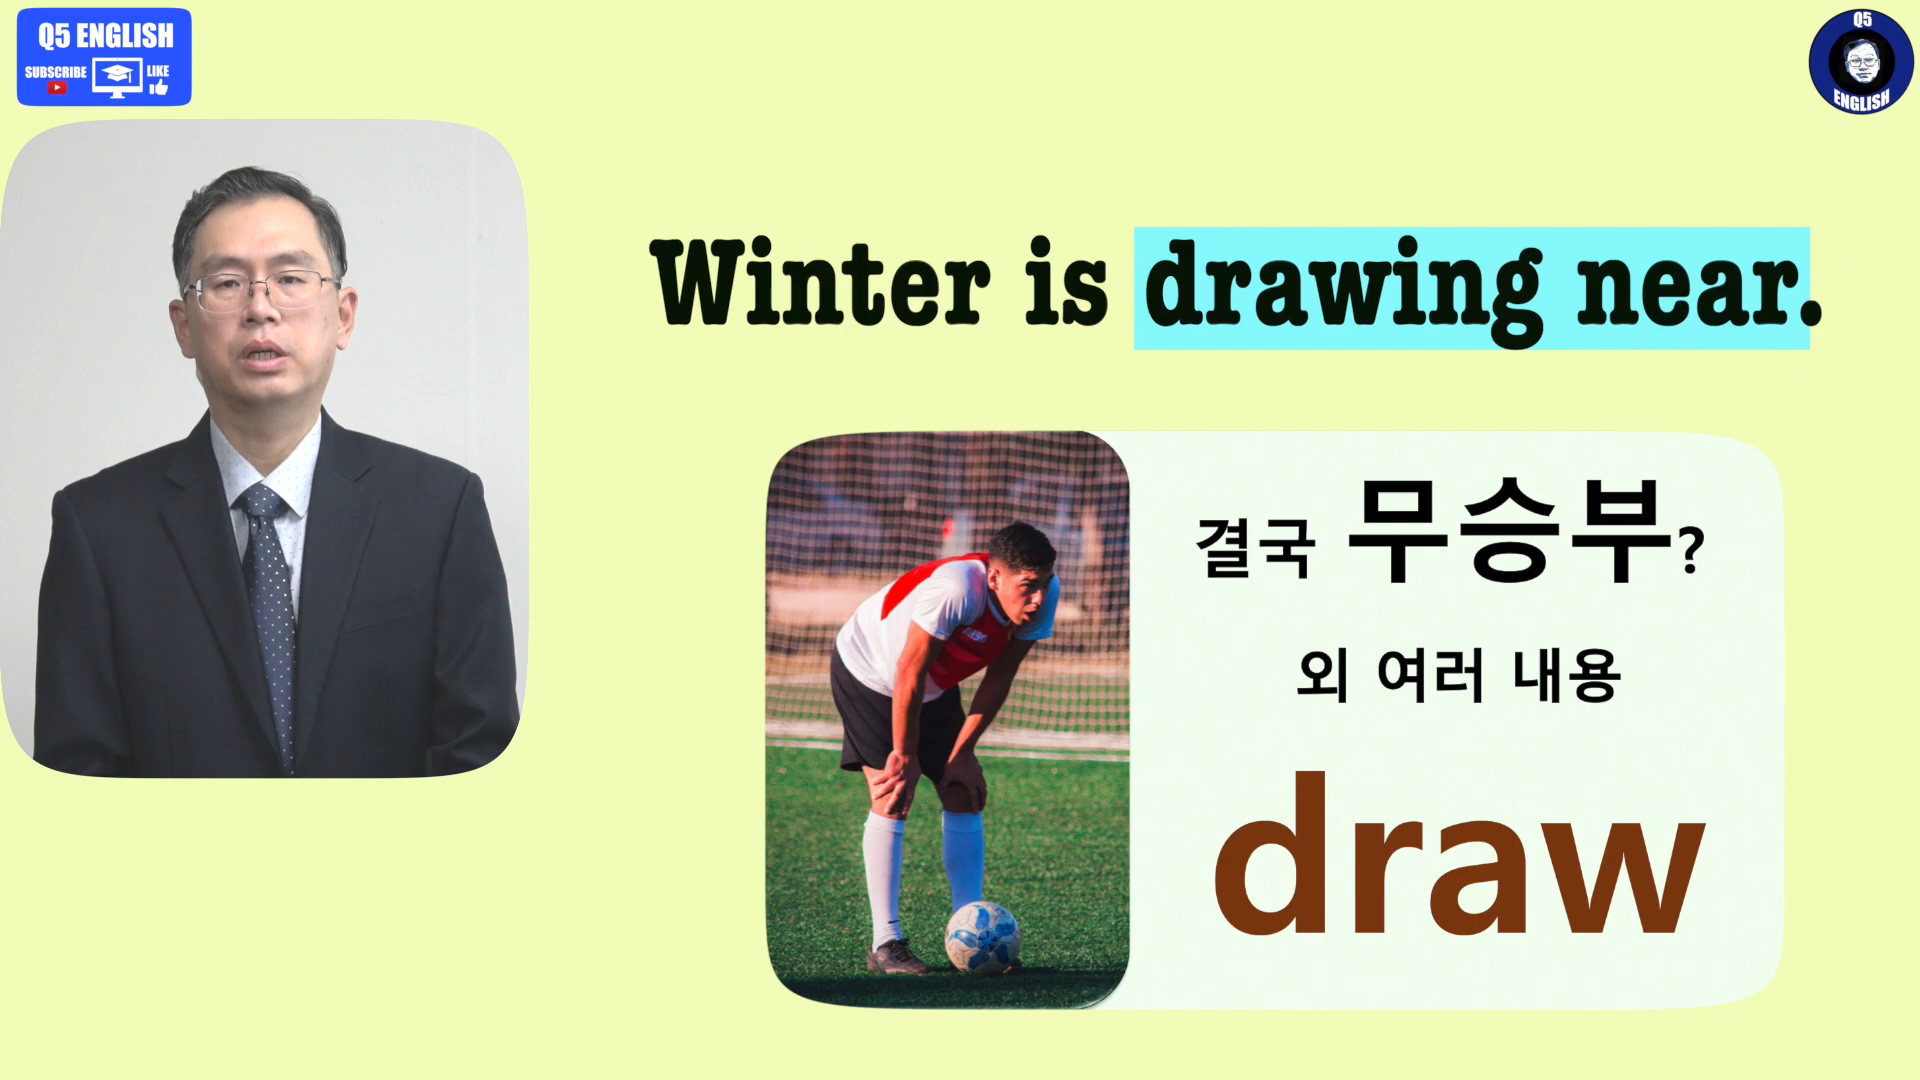 Q5 ENGLISH
SUBSCRIBE LIKE
Q5
ENGLISH
Winter is drawing near.
결국 무승부?
외 여러 내용
draw